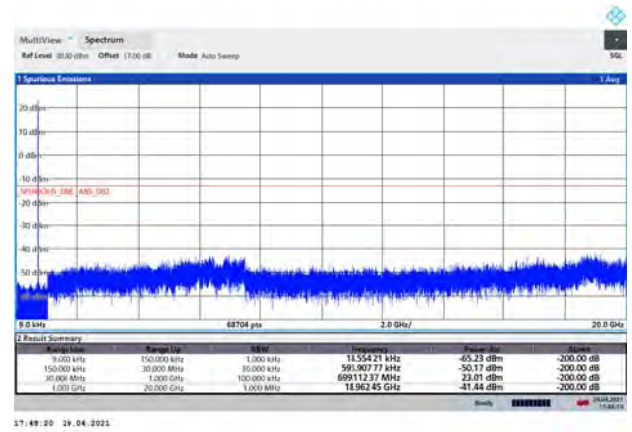 MultiView Spectrum
Ref Level 30.00 dBm Offset 17.00 dB Mode Auto Sweep SGL
1 Spurious Emissions 1 Avg
20 dBm
10 dBm
0 dBm
-10 dBm
-20 dBm
-30 dBm
-40 dBm
-50 dBm
9.0 kHz 68704 pts 2.0 GHz/ 20.0 GHz
2 Result Summary
Range Low Range Up RBW Frequency Power Abs ΔLimit
9.000 kHz 150.000 kHz 1.000 kHz 13.55421 kHz -65.23 dBm -200.00 dB
150.000 kHz 30.000 MHz 10.000 kHz 593.90777 kHz -50.17 dBm -200.00 dB
30.000 MHz 1.000 GHz 100.000 kHz 699.11237 MHz 23.01 dBm -200.00 dB
1.000 GHz 20.000 GHz 1.000 MHz 18.96245 GHz -41.44 dBm -200.00 dB
Ready 29.04.2021
17:48:20 29.04.2021